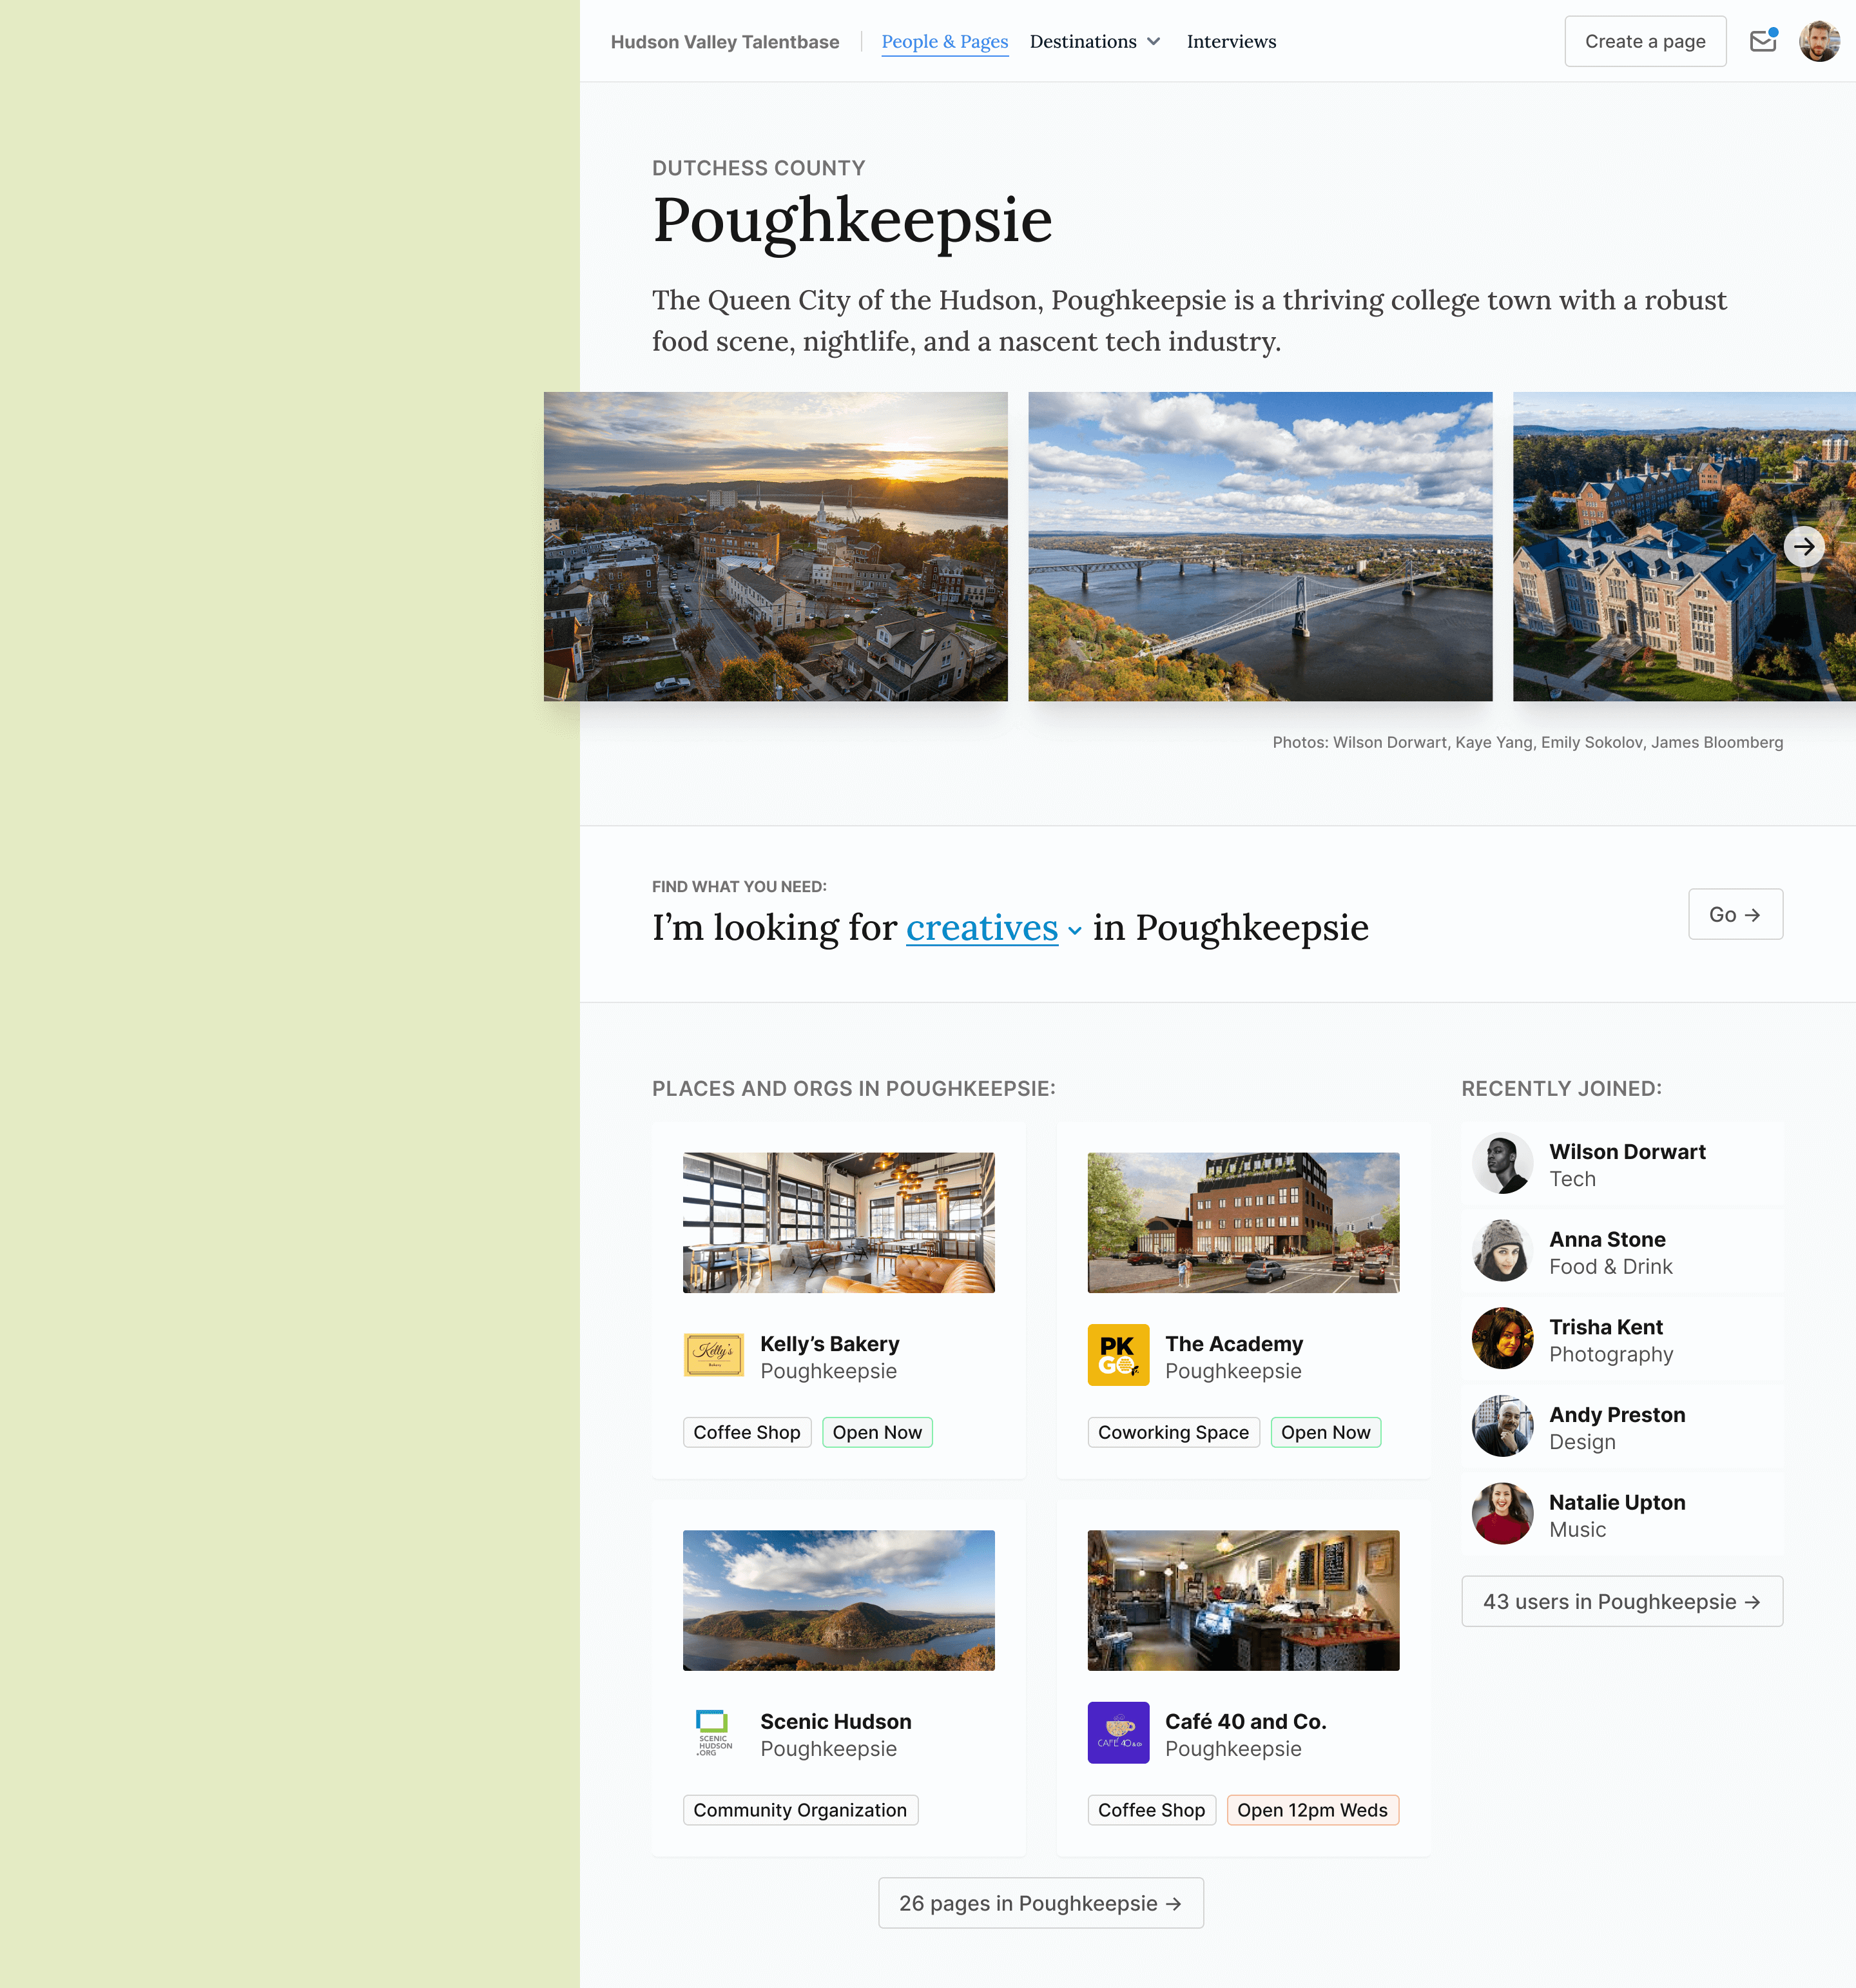 Hudson Valley Talentbase
People & Pages
Destinations
Interviews
Create a page
DUTCHESS COUNTY
Poughkeepsie
The Queen City of the Hudson, Poughkeepsie is a thriving college town with a robust
food scene, nightlife, and a nascent tech industry.
Photos: Wilson Dorwart, Kaye Yang, Emily Sokolov, James Bloomberg
FIND WHAT YOU NEED:
I’m looking for creatives in Poughkeepsie
Go →
PLACES AND ORGS IN POUGHKEEPSIE:
Kelly's
Bakery
Kelly’s Bakery
Poughkeepsie
Coffee Shop
Open Now
PK
GO
The Academy
Poughkeepsie
Coworking Space
Open Now
SCENIC
HUDSON
.ORG
Scenic Hudson
Poughkeepsie
Community Organization
CAFÉ 40 & CO
Café 40 and Co.
Poughkeepsie
Coffee Shop
Open 12pm Weds
26 pages in Poughkeepsie →
RECENTLY JOINED:
Wilson Dorwart
Tech
Anna Stone
Food & Drink
Trisha Kent
Photography
Andy Preston
Design
Natalie Upton
Music
43 users in Poughkeepsie →